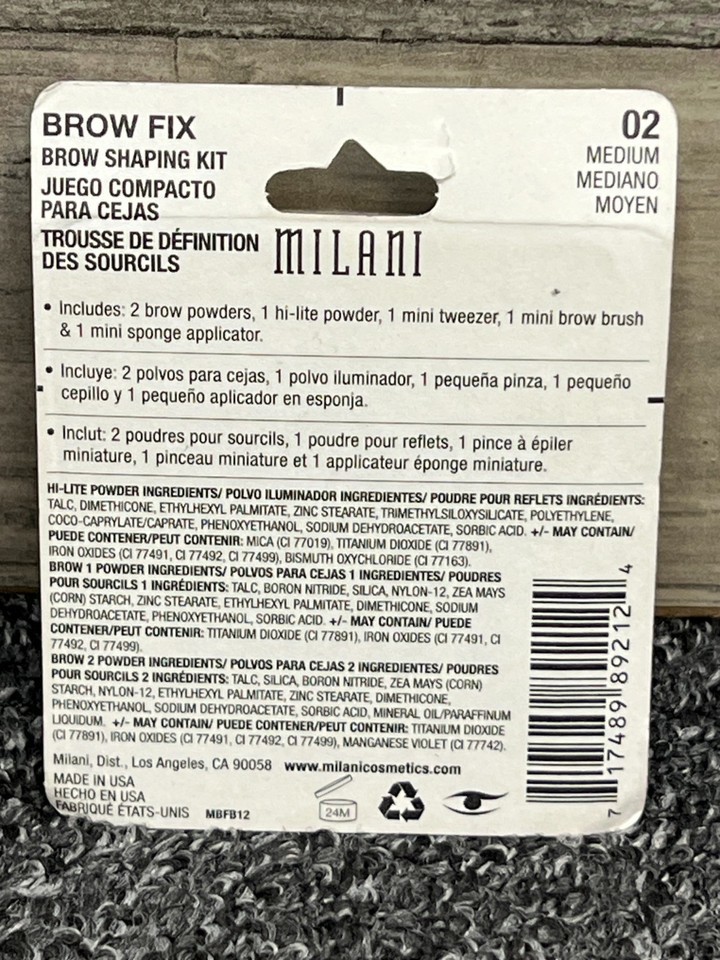 BROW FIX
BROW SHAPING KIT
JUEGO COMPACTO
PARA CEJAS
TROUSSE DE DÉFINITION
DES SOURCILS
MILANI
02
MEDIUM
MEDIANO
MOYEN
• Includes: 2 brow powders, 1 hi-lite powder, 1 mini tweezer, 1 mini brow brush
& 1 mini sponge applicator.
• Incluye: 2 polvos para cejas, 1 polvo iluminador, 1 pequeña pinza, 1 pequeño
cepillo y 1 pequeño aplicador en esponja.
• Inclut: 2 poudres pour sourcils, 1 poudre pour reflets, 1 pince à épiler
miniature, 1 pinceau miniature et 1 applicateur éponge miniature.
HI-LITE POWDER INGREDIENTS/ POLVO ILUMINADOR INGREDIENTES/ POUDRE POUR REFLETS INGRÉDIENTS:
TALC, DIMETHICONE, ETHYLHEXYL PALMITATE, ZINC STEARATE, TRIMETHYLSILOXYSILICATE, POLYETHYLENE,
COCO-CAPRYLATE/CAPRATE, PHENOXYETHANOL, SODIUM DEHYDROACETATE, SORBIC ACID. +/- MAY CONTAIN/
PUEDE CONTENER/PEUT CONTENIR: MICA (CI 77019), TITANIUM DIOXIDE (CI 77891),
IRON OXIDES (CI 77491, CI 77492, CI 77499), BISMUTH OXYCHLORIDE (CI 77163).
BROW 1 POWDER INGREDIENTS/ POLVOS PARA CEJAS 1 INGREDIENTES/ POUDRES
POUR SOURCILS 1 INGRÉDIENTS: TALC, BORON NITRIDE, SILICA, NYLON-12, ZEA MAYS
(CORN) STARCH, ZINC STEARATE, ETHYLHEXYL PALMITATE, DIMETHICONE, SODIUM
DEHYDROACETATE, PHENOXYETHANOL, SORBIC ACID. +/- MAY CONTAIN/ PUEDE
CONTENER/PEUT CONTENIR: TITANIUM DIOXIDE (CI 77891), IRON OXIDES (CI 77491, CI
77492, CI 77499).
BROW 2 POWDER INGREDIENTS/ POLVOS PARA CEJAS 2 INGREDIENTES/ POUDRES
POUR SOURCILS 2 INGRÉDIENTS: TALC, SILICA, BORON NITRIDE, ZEA MAYS (CORN)
STARCH, NYLON-12, ETHYLHEXYL PALMITATE, ZINC STEARATE, DIMETHICONE,
PHENOXYETHANOL, SODIUM DEHYDROACETATE, SORBIC ACID, MINERAL OIL/PARAFFINUM
LIQUIDUM. +/- MAY CONTAIN/ PUEDE CONTENER/PEUT CONTENIR: TITANIUM DIOXIDE
(CI 77891), IRON OXIDES (CI 77491, CI 77492, CI 77499), MANGANESE VIOLET (CI 77742).
Milani, Dist., Los Angeles, CA 90058 www.milanicosmetics.com
MADE IN USA
HECHO EN USA
FABRIQUÉ ÉTATS-UNIS MBFB12
24M
7 17489 89212 4